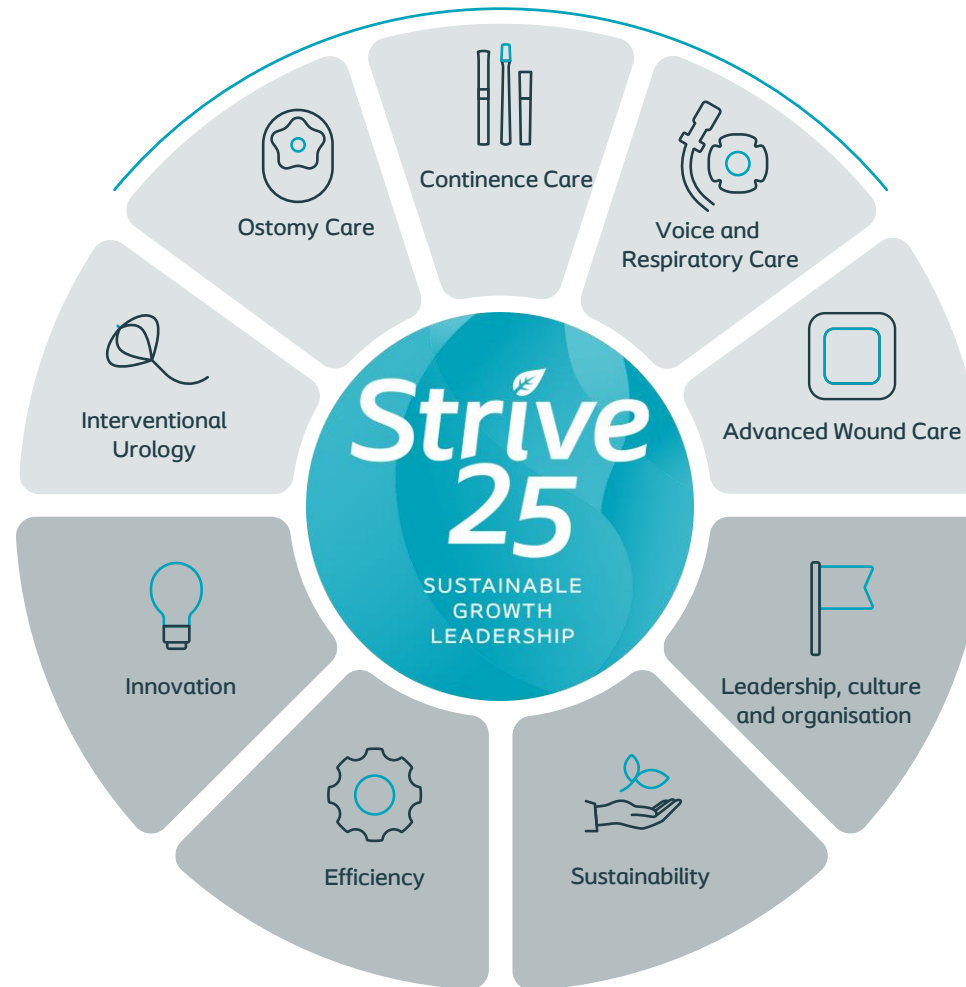 Continence Care
Ostomy Care
Voice and
Respiratory Care
Interventional
Urology
Advanced Wound Care
Strive
25
SUSTAINABLE
GROWTH
LEADERSHIP
Innovation
Leadership, culture
and organisation
Efficiency
Sustainability